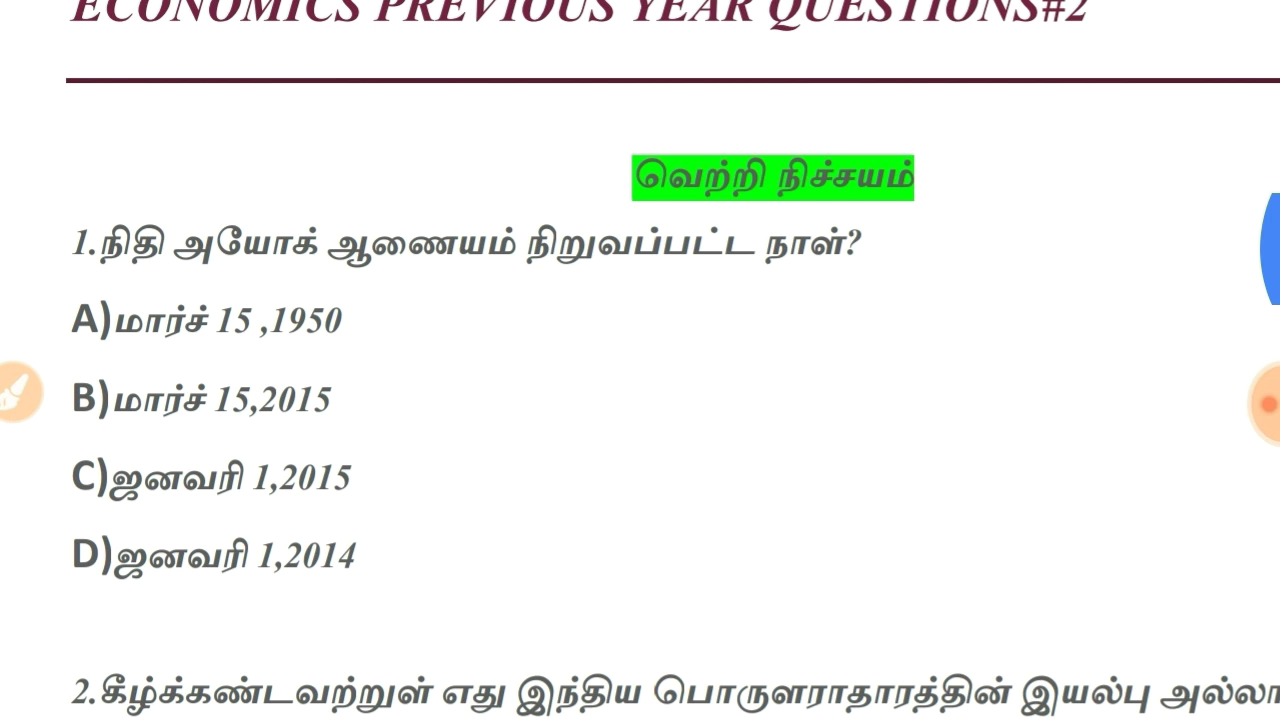 ECONOMICS PREVIOUS YEAR QUESTIONS#2
வெற்றி நிச்சயம்
1.நிதி அயோக் ஆணையம் நிறுவப்பட்ட நாள்?
A)மார்ச் 15 ,1950
B)மார்ச் 15,2015
C)ஜனவரி 1,2015
D)ஜனவரி 1,2014
2.கீழ்க்கண்டவற்றுள் எது இந்திய பொருளாராதாரத்தின் இயல்பு